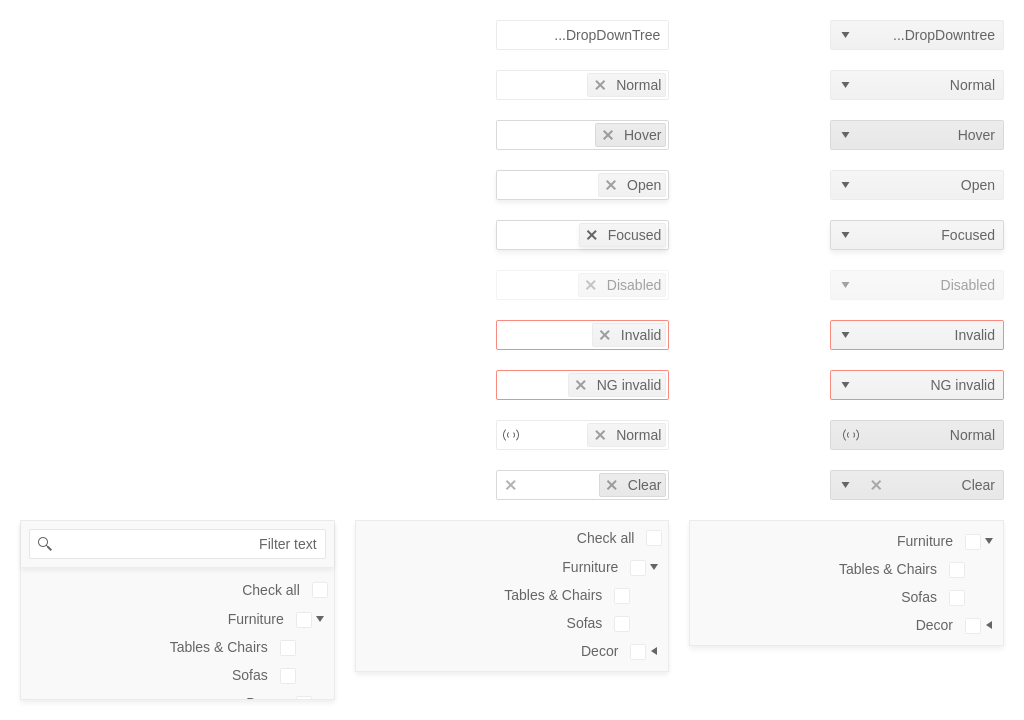 ...DropDownTree
...DropDowntree
Normal
Normal
Hover
Hover
Open
Open
Focused
Focused
Disabled
Disabled
Invalid
Invalid
NG invalid
NG invalid
Normal
Normal
Clear
Clear
Filter text
Check all
Furniture
Tables & Chairs
Sofas
Check all
Furniture
Tables & Chairs
Sofas
Decor
Furniture
Tables & Chairs
Sofas
Decor